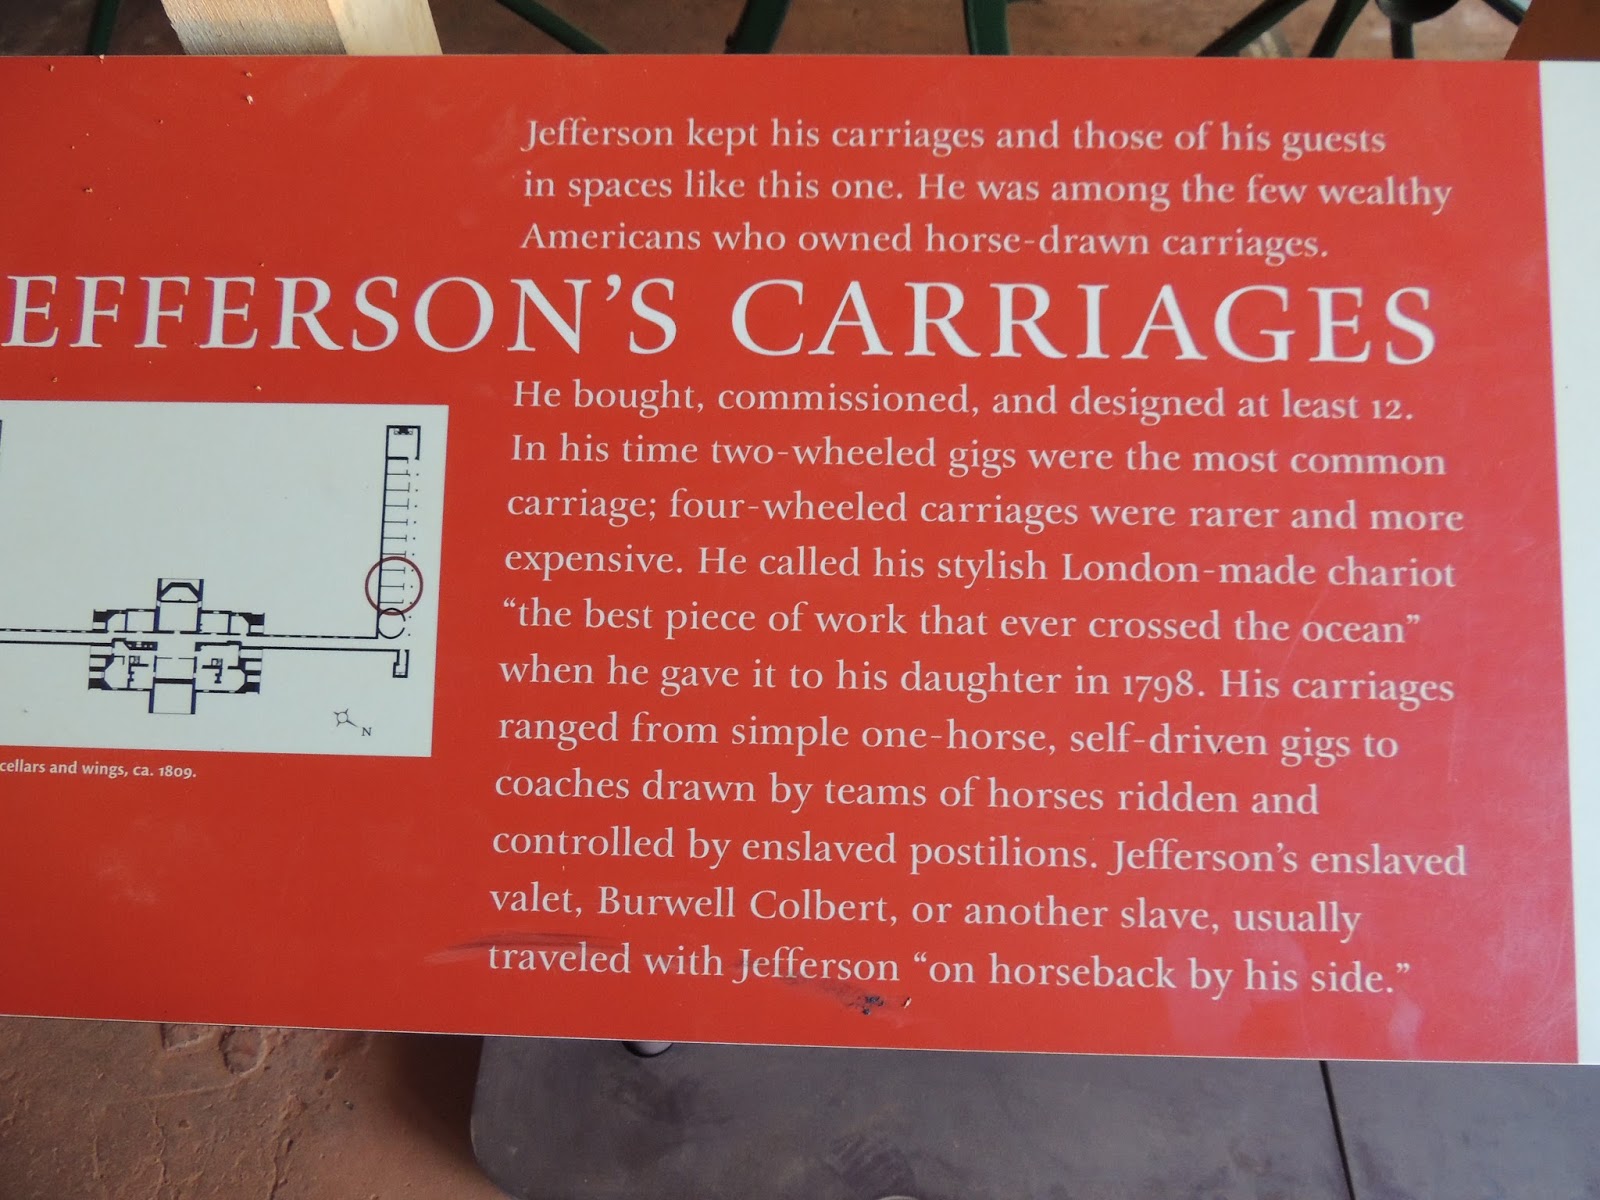 Jefferson kept his carriages and those of his guests
in spaces like this one. He was among the few wealthy
Americans who owned horse-drawn carriages.
EFFERSON’S CARRIAGES
He bought, commissioned, and designed at least 12.
In his time two-wheeled gigs were the most common
carriage; four-wheeled carriages were rarer and more
expensive. He called his stylish London-made chariot
“the best piece of work that ever crossed the ocean”
when he gave it to his daughter in 1798. His carriages
ranged from simple one-horse, self-driven gigs to
coaches drawn by teams of horses ridden and
controlled by enslaved postilions. Jefferson’s enslaved
valet, Burwell Colbert, or another slave, usually
traveled with Jefferson “on horseback by his side.”
N
cellars and wings, ca. 1809.